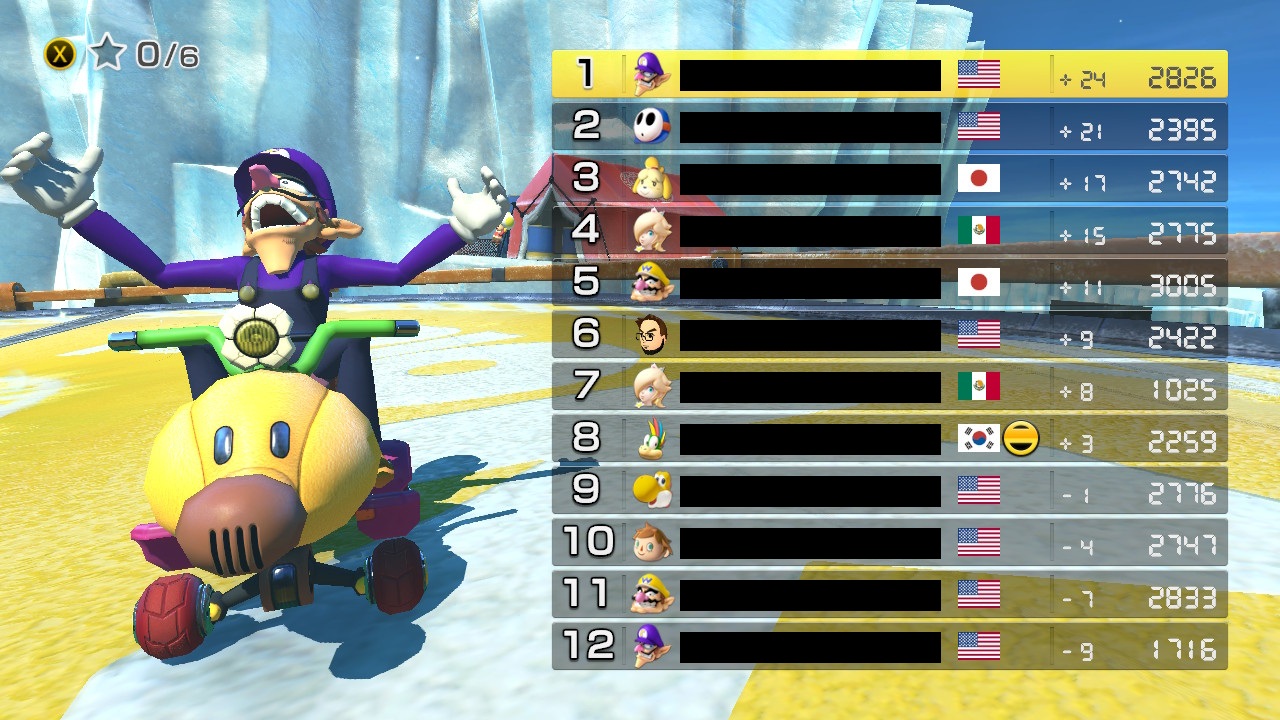 X 0/6
1 + 24 2826
2 + 21 2395
3 + 17 2742
4 + 15 2775
5 + 11 3005
6 + 9 2422
7 + 8 1025
8 + 3 2259
9 - 1 2776
10 - 4 2747
11 - 7 2833
12 - 9 1716